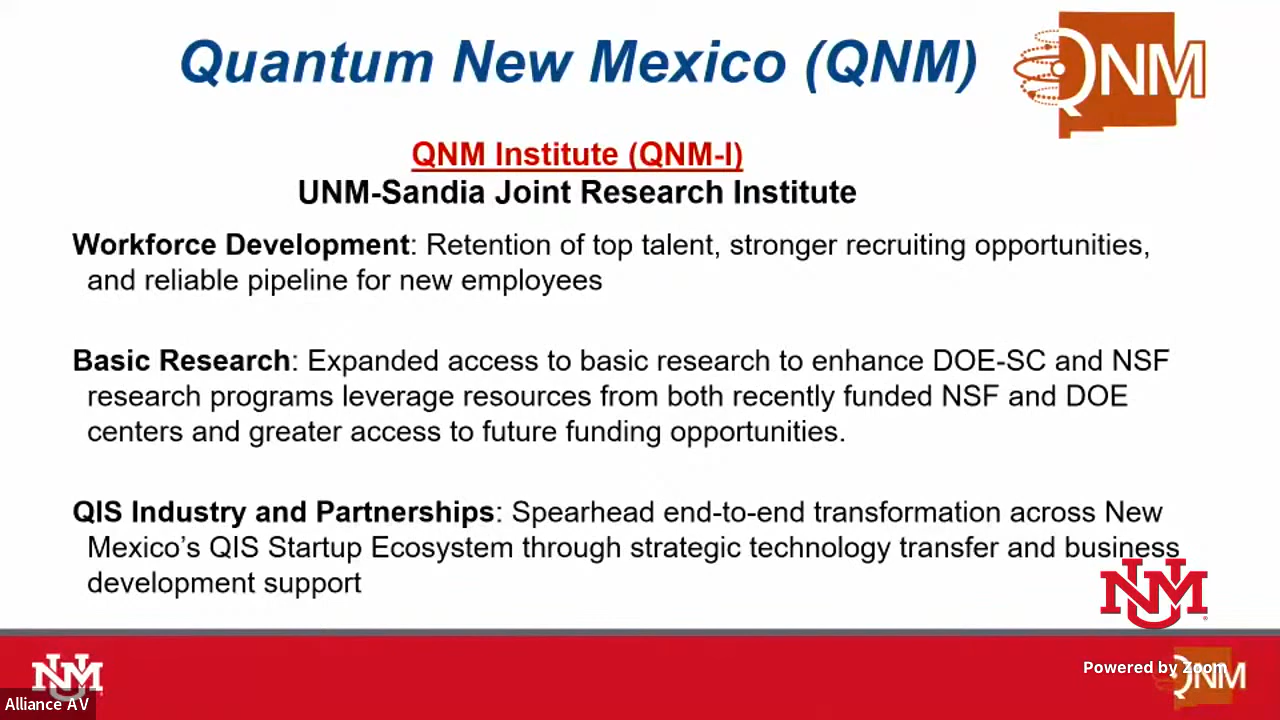 Quantum New Mexico (QNM)
QNM
QNM Institute (QNM-I)
UNM-Sandia Joint Research Institute
Workforce Development: Retention of top talent, stronger recruiting opportunities,
and reliable pipeline for new employees
Basic Research: Expanded access to basic research to enhance DOE-SC and NSF
research programs leverage resources from both recently funded NSF and DOE
centers and greater access to future funding opportunities.
QIS Industry and Partnerships: Spearhead end-to-end transformation across New
Mexico’s QIS Startup Ecosystem through strategic technology transfer and business
development support
UNM
UNM
Powered by Zoom
QNM
Alliance AV